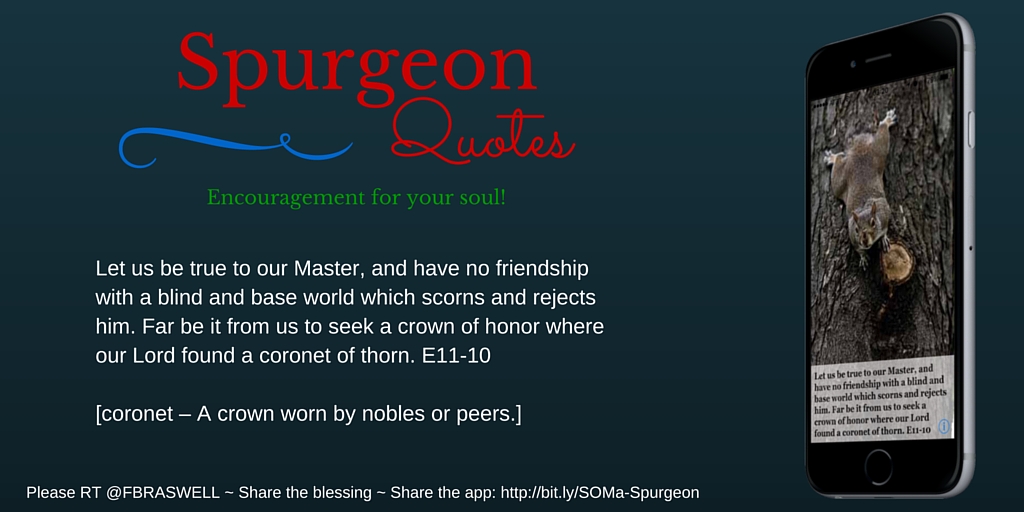 Spurgeon
Quotes
Encouragement for your soul!
Let us be true to our Master, and have no friendship
with a blind and base world which scorns and rejects
him. Far be it from us to seek a crown of honor where
our Lord found a coronet of thorn. E11-10
[coronet – A crown worn by nobles or peers.]
Please RT @FBRASWELL ~ Share the blessing ~ Share the app: http://bit.ly/SOMa-Spurgeon
Let us be true to our Master, and
have no friendship with a blind and
base world which scorns and rejects
him. Far be it from us to seek a
crown of honor where our Lord
found a coronet of thorn. E11-10
i